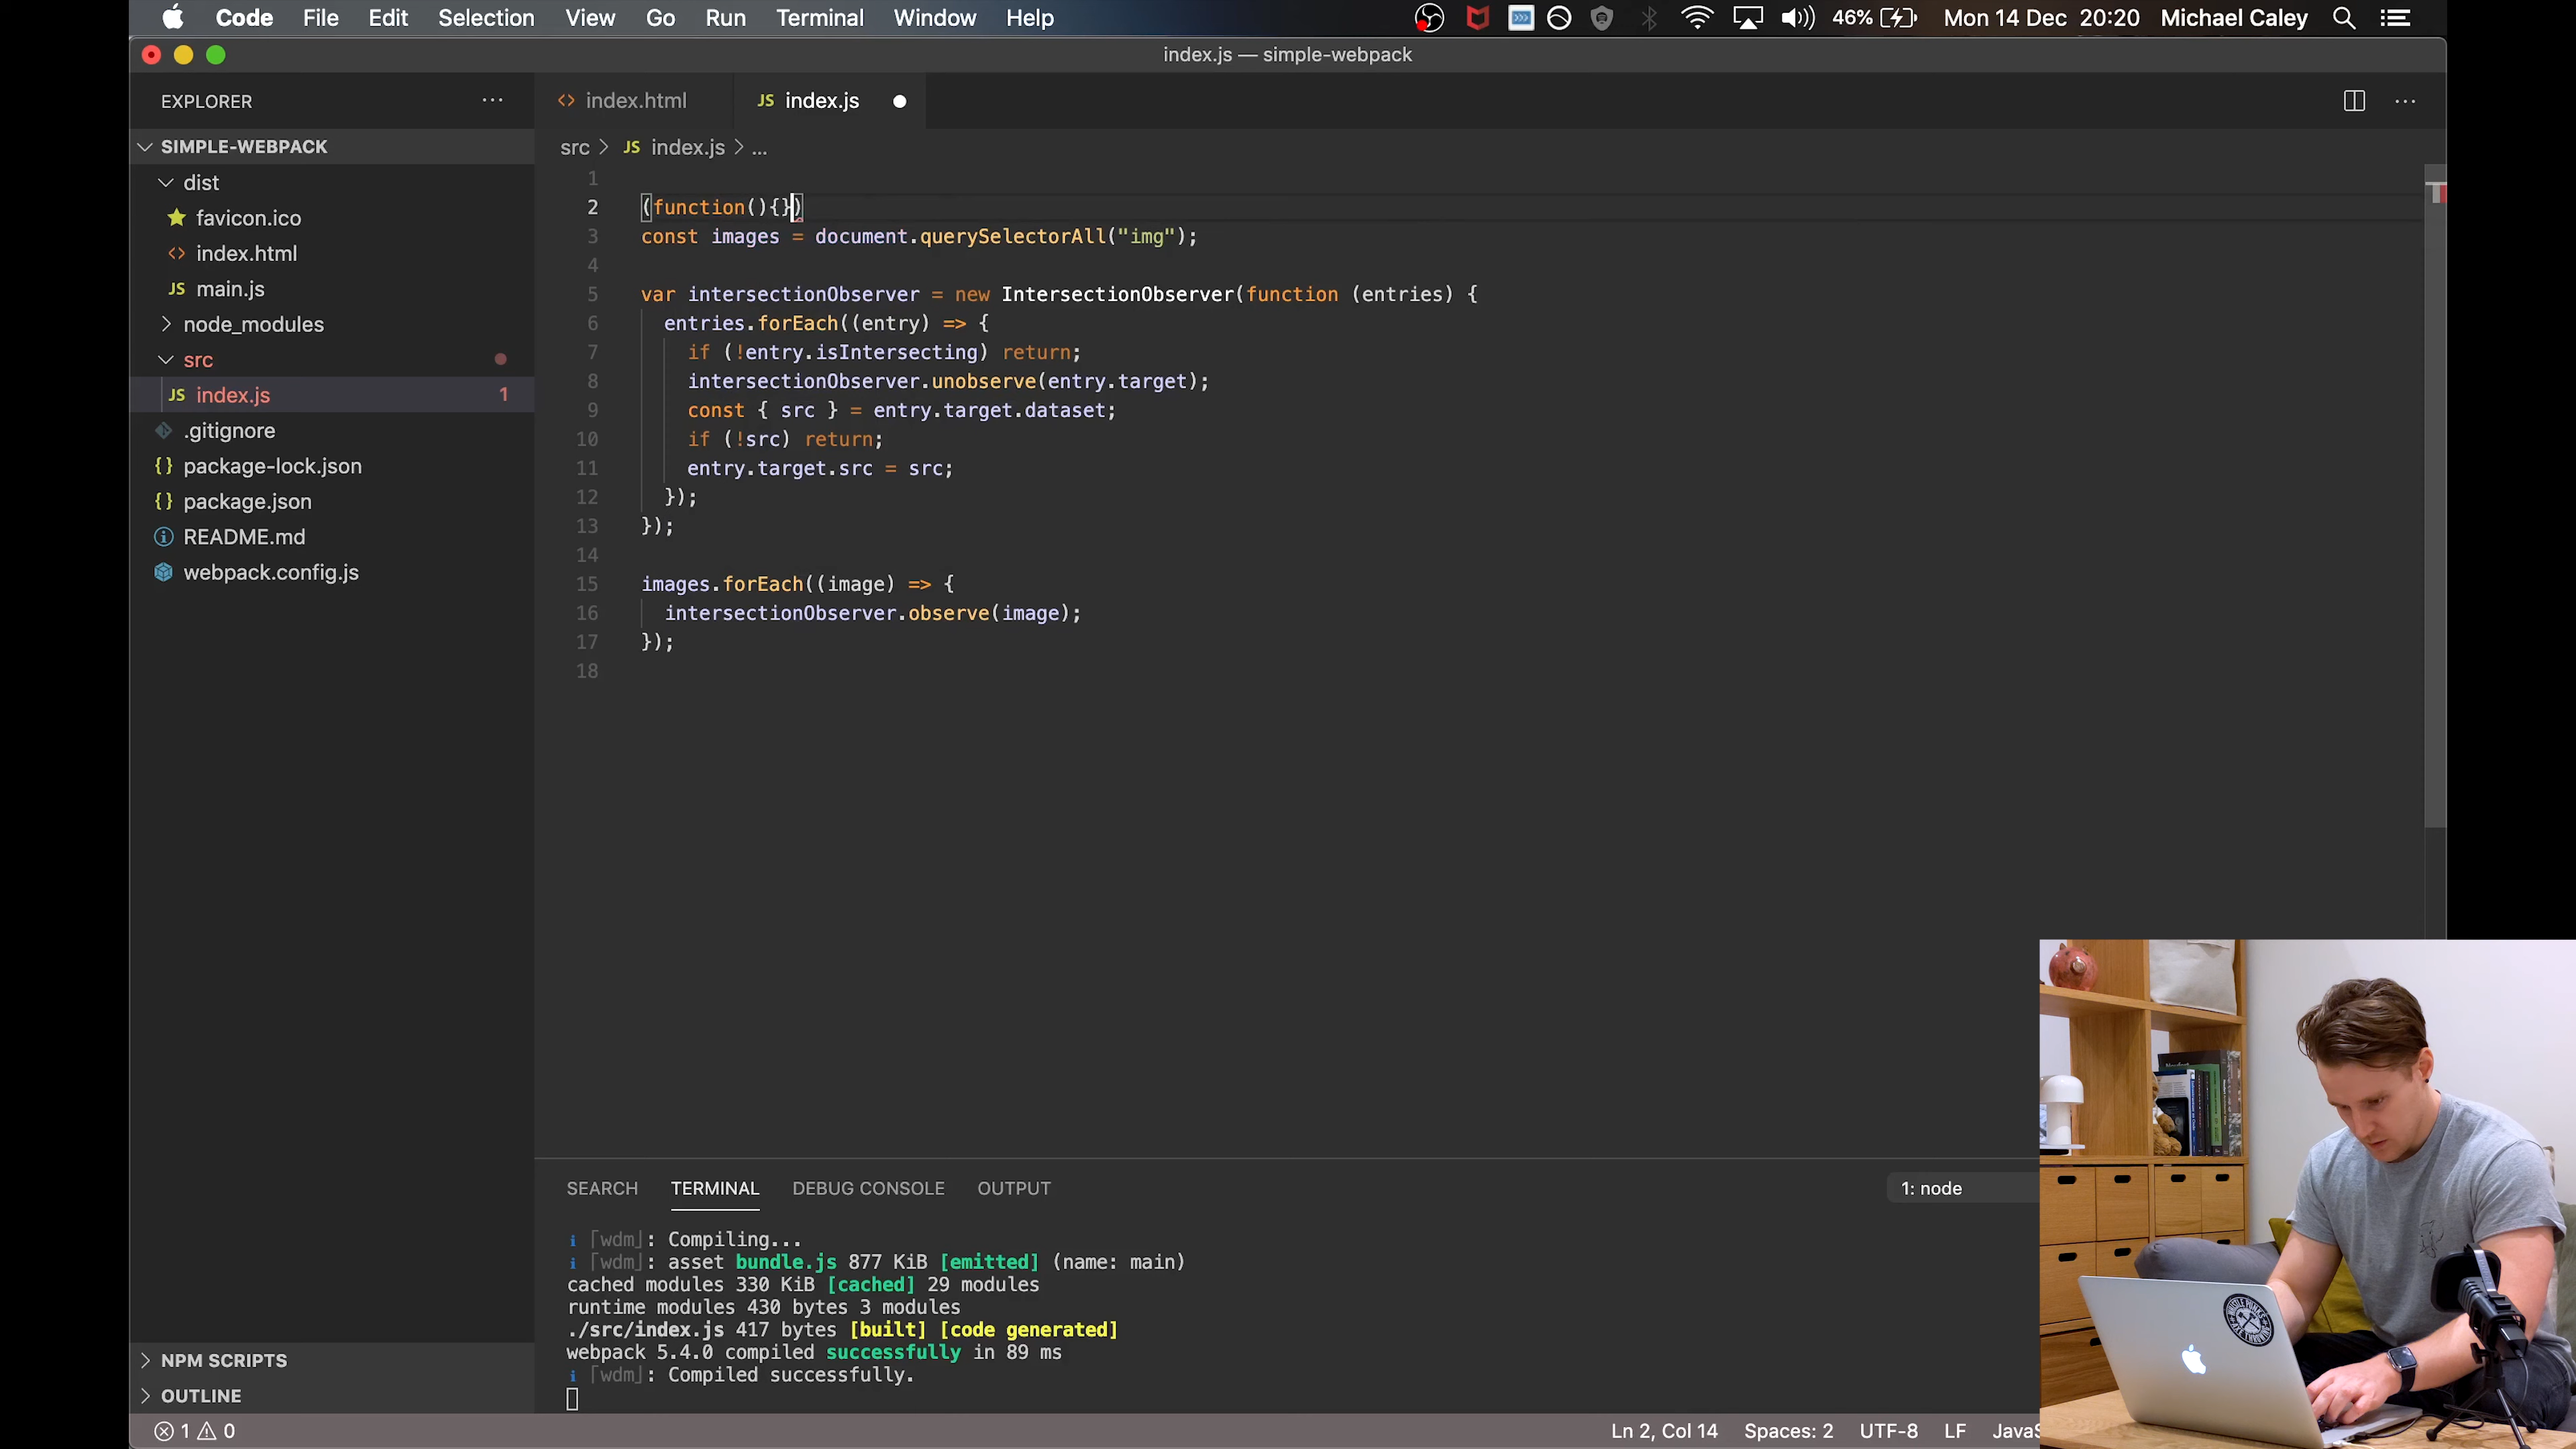 Code File Edit Selection View Go Run Terminal Window Help 46% Mon 14 Dec 20:20 Michael Caley
index.js — simple-webpack
EXPLORER ···
index.html JS index.js
SIMPLE-WEBPACK
src > JS index.js > ...
dist
favicon.ico
index.html
JS main.js
node_modules
src
JS index.js 1
.gitignore
{} package-lock.json
{} package.json
README.md
webpack.config.js
1
2 (function(){})
3 const images = document.querySelectorAll("img");
4
5 var intersectionObserver = new IntersectionObserver(function (entries) {
6 entries.forEach((entry) => {
7 if (!entry.isIntersecting) return;
8 intersectionObserver.unobserve(entry.target);
9 const { src } = entry.target.dataset;
10 if (!src) return;
11 entry.target.src = src;
12 });
13 });
14
15 images.forEach((image) => {
16 intersectionObserver.observe(image);
17 });
18
SEARCH TERMINAL DEBUG CONSOLE OUTPUT 1: node
i ｢wdm｣: Compiling...
i ｢wdm｣: asset bundle.js 877 KiB [emitted] (name: main)
cached modules 330 KiB [cached] 29 modules
runtime modules 430 bytes 3 modules
./src/index.js 417 bytes [built] [code generated]
webpack 5.4.0 compiled successfully in 89 ms
i ｢wdm｣: Compiled successfully.
NPM SCRIPTS
OUTLINE
1 0 Ln 2, Col 14 Spaces: 2 UTF-8 LF JavaS